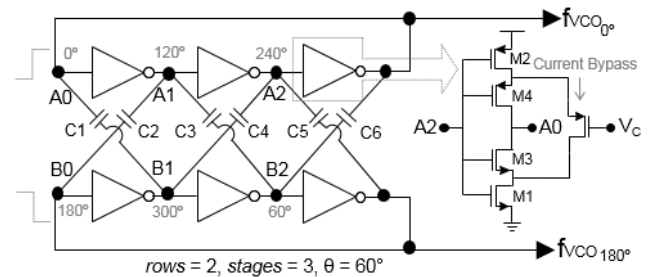 fVCO0°
0° 120° 240°
M2
Current Bypass
A0 A1 A2
M4
C1 C2 C3 C4 C5 C6
A2 A0 VC
M3
B0 B1 B2
M1
180° 300° 60°
fVCO180°
rows = 2, stages = 3, θ = 60°